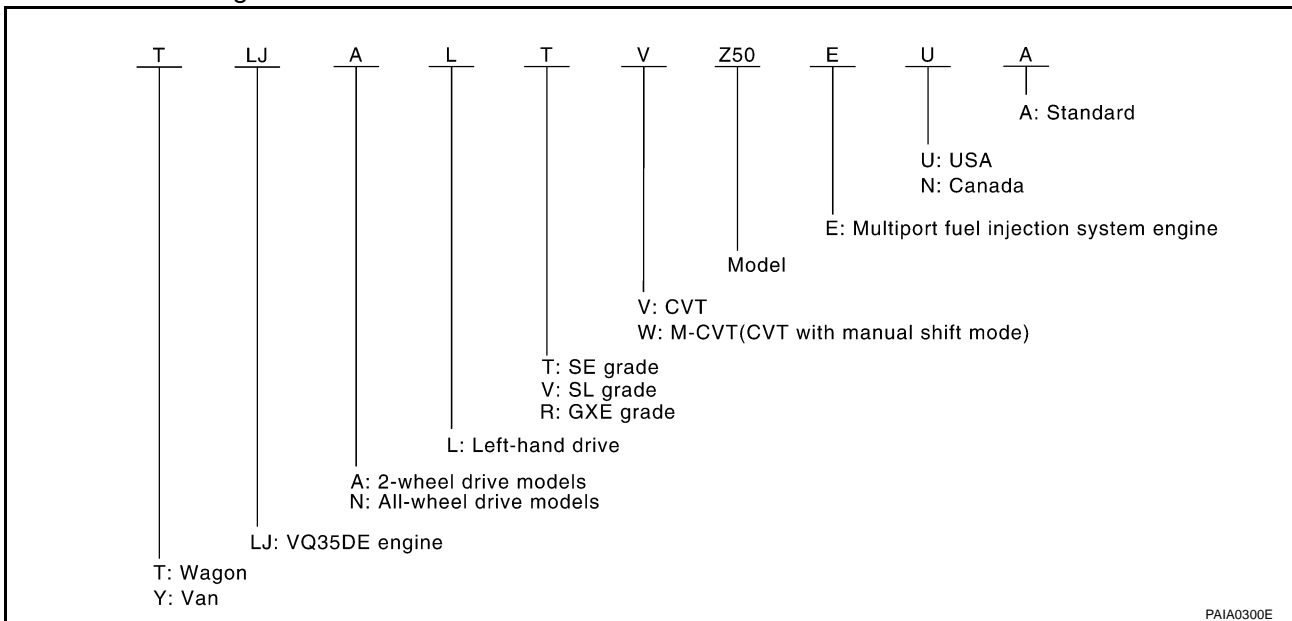 T LJ A L T V Z50 E U A
A: Standard
U: USA
N: Canada
E: Multiport fuel injection system engine
Model
V: CVT
W: M-CVT(CVT with manual shift mode)
T: SE grade
V: SL grade
R: GXE grade
L: Left-hand drive
A: 2-wheel drive models
N: All-wheel drive models
LJ: VQ35DE engine
T: Wagon
Y: Van
PAIA0300E